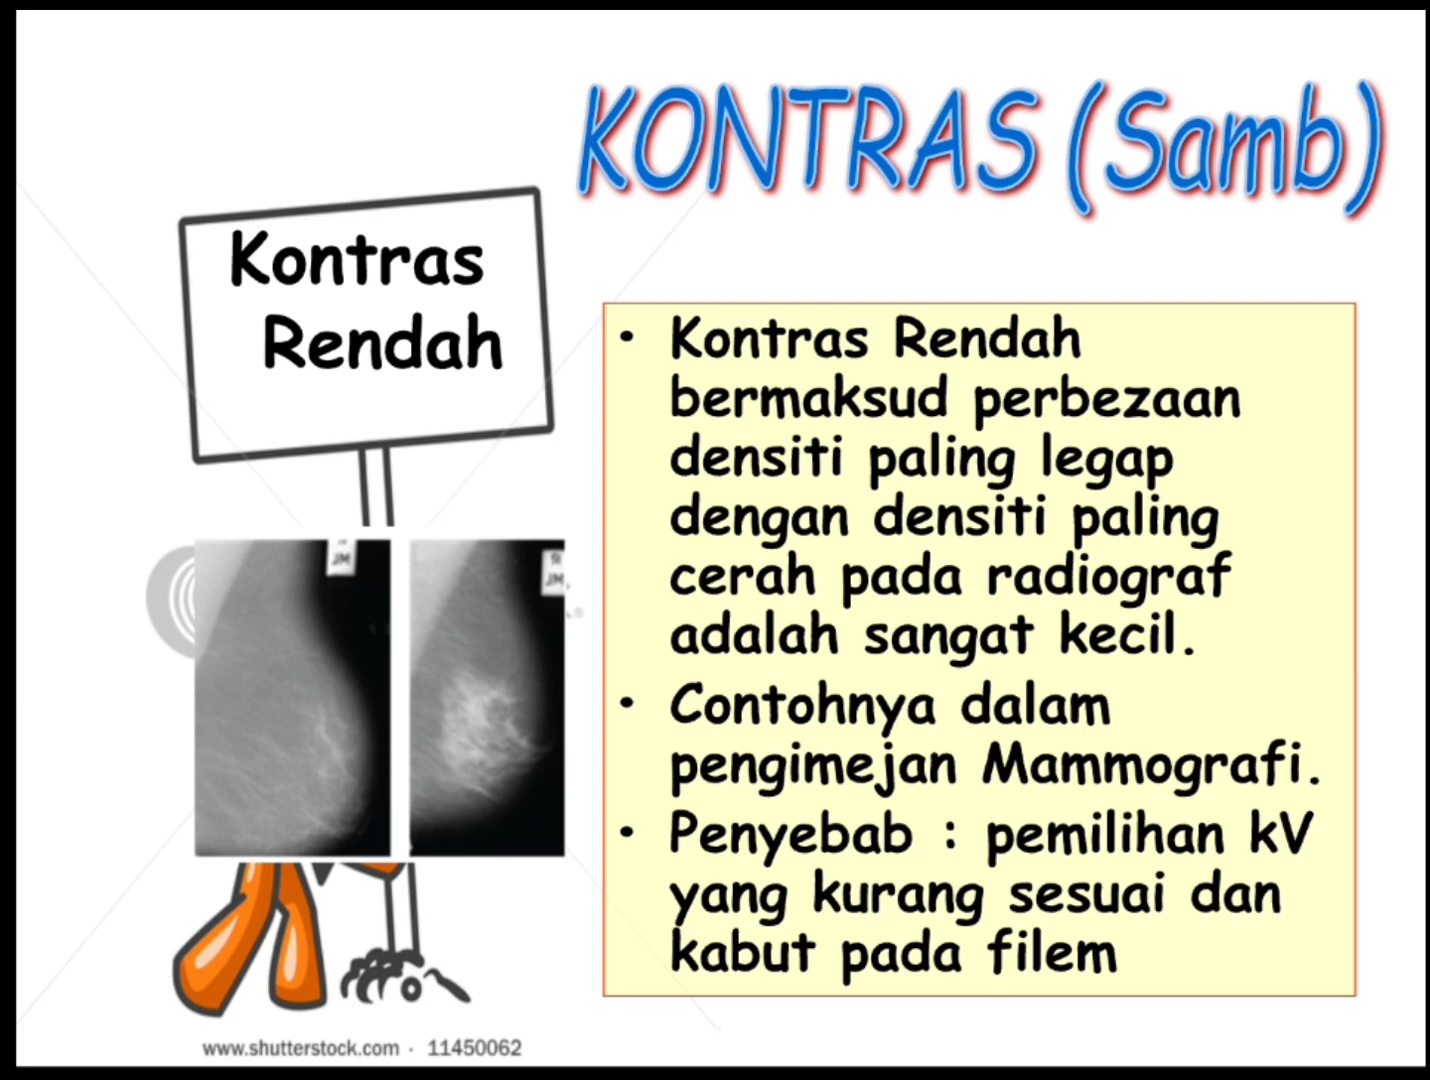 KONTRAS (Samb)
Kontras
Rendah
• Kontras Rendah
bermaksud perbezaan
densiti paling legap
dengan densiti paling
cerah pada radiograf
adalah sangat kecil.
• Contohnya dalam
pengimejan Mammografi.
• Penyebab : pemilihan kV
yang kurang sesuai dan
kabut pada filem
JM
JM
www.shutterstock.com · 11450062